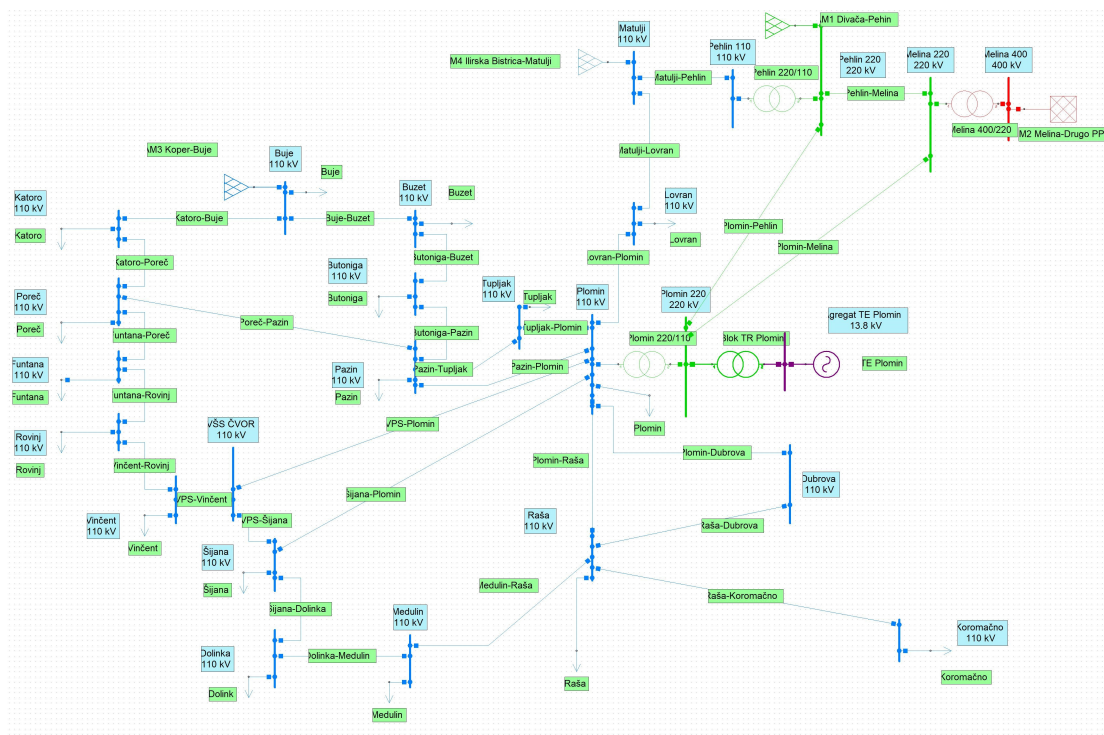 M1 Divača-Pehin
Matulji
110 kV
M4 Ilirska Bistrica-Matulji
Pehlin 110
110 kV
Matulji-Pehlin
Pehlin 220/110
Pehlin 220
220 kV
Pehlin-Melina
Melina 220
220 kV
Melina 400
400 kV
Melina 400/220
M2 Melina-Drugo PP
AM3 Koper-Buje
Buje
110 kV
Buje
Matulji-Lovran
Katoro
110 kV
Katoro
Katoro-Buje
Buje-Buzet
Buzet
110 kV
Buzet
Lovran
110 kV
Lovran
Plomin-Pehlin
Plomin-Melina
Katoro-Poreč
Butoniga
110 kV
Butoniga
Butoniga-Buzet
Lovran-Plomin
Poreč
110 kV
Poreč
Poreč-Pazin
Tupljak
110 kV
Tupljak
Plomin
110 kV
Plomin 220
220 kV
Agregat TE Plomin
13.8 kV
Funtana-Poreč
Butoniga-Pazin
Tupljak-Plomin
Plomin 220/110
Blok TR Plomin
TE Plomin
Funtana
110 kV
Funtana
Pazin
110 kV
Pazin
Pazin-Tupljak
Pazin-Plomin
Funtana-Rovinj
Rovinj
110 kV
Rovinj
VŠS ČVOR
110 kV
VPS-Plomin
Plomin
Vinčent-Rovinj
Plomin-Raša
Plomin-Dubrova
Dubrova
110 kV
VPS-Vinčent
Šijana-Plomin
Vinčent
110 kV
Vinčent
VPS-Šijana
Raša
110 kV
Raša-Dubrova
Šijana
110 kV
Šijana
Medulin-Raša
Raša-Koromačno
Šijana-Dolinka
Medulin
110 kV
Koromačno
110 kV
Dolinka
110 kV
Dolinka-Medulin
Raša
Koromačno
Dolink
Medulin